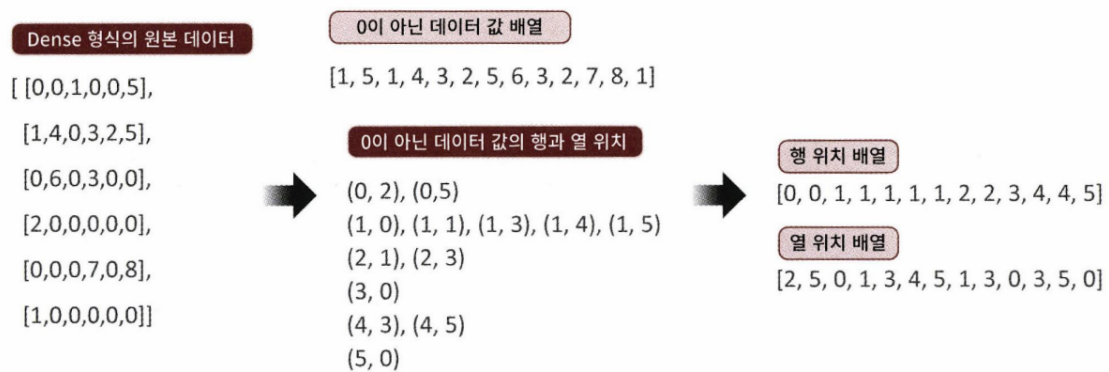 Dense 형식의 원본 데이터
[ [0,0,1,0,0,5],
[1,4,0,3,2,5],
[0,6,0,3,0,0],
[2,0,0,0,0,0],
[0,0,0,7,0,8],
[1,0,0,0,0,0]]
0이 아닌 데이터 값 배열
[1, 5, 1, 4, 3, 2, 5, 6, 3, 2, 7, 8, 1]
0이 아닌 데이터 값의 행과 열 위치
(0, 2), (0,5)
(1, 0), (1, 1), (1, 3), (1, 4), (1, 5)
(2, 1), (2, 3)
(3, 0)
(4, 3), (4, 5)
(5, 0)
행 위치 배열
[0, 0, 1, 1, 1, 1, 1, 2, 2, 3, 4, 4, 5]
열 위치 배열
[2, 5, 0, 1, 3, 4, 5, 1, 3, 0, 3, 5, 0]